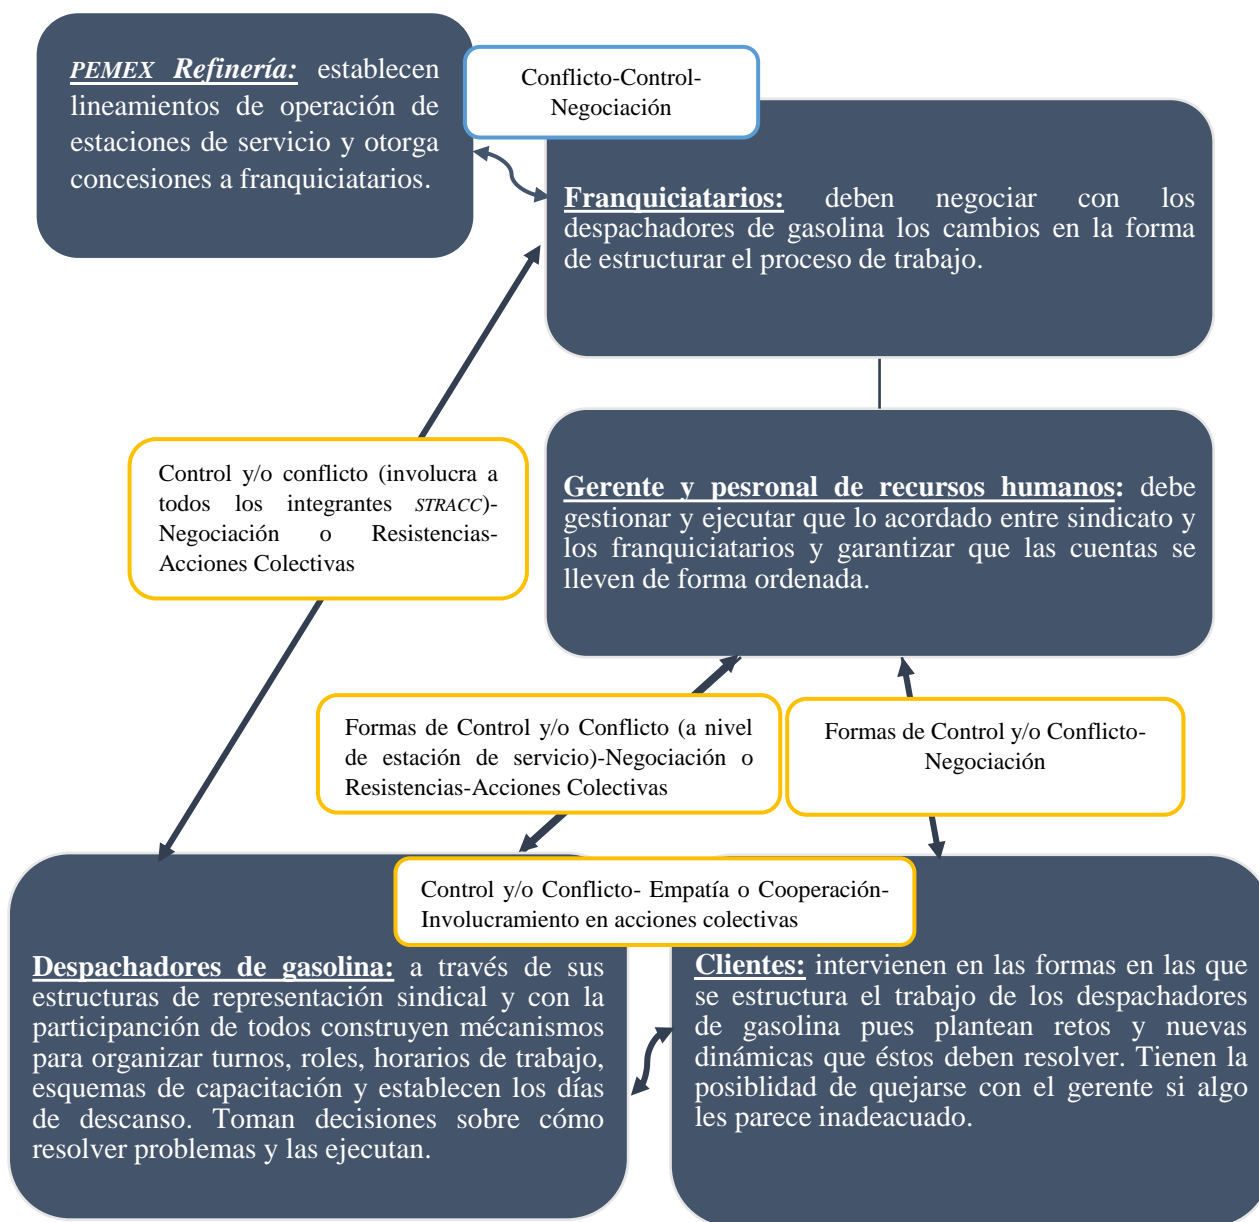 PEMEX Refinería: establecen
lineamientos de operación de
estaciones de servicio y otorga
concesiones a franquiciatarios.
Conflicto-Control-
Negociación
Franquiciatarios: deben negociar con los
despachadores de gasolina los cambios en la forma
de estructurar el proceso de trabajo.
Control y/o conflicto (involucra a
todos los integrantes STRACC)-
Negociación o Resistencias-
Acciones Colectivas
Gerente y pesronal de recursos humanos: debe
gestionar y ejecutar que lo acordado entre sindicato y
los franquiciatarios y garantizar que las cuentas se
lleven de forma ordenada.
Formas de Control y/o Conflicto (a nivel
de estación de servicio)-Negociación o
Resistencias-Acciones Colectivas
Formas de Control y/o Conflicto-
Negociación
Control y/o Conflicto- Empatía o Cooperación-
Involucramiento en acciones colectivas
Despachadores de gasolina: a través de sus
estructuras de representación sindical y con la
participanción de todos construyen mécanismos
para organizar turnos, roles, horarios de trabajo,
esquemas de capacitación y establecen los días
de descanso. Toman decisiones sobre cómo
resolver problemas y las ejecutan.
Clientes: intervienen en las formas en las que
se estructura el trabajo de los despachadores
de gasolina pues plantean retos y nuevas
dinámicas que éstos deben resolver. Tienen la
posiblidad de quejarse con el gerente si algo
les parece inadeacuado.